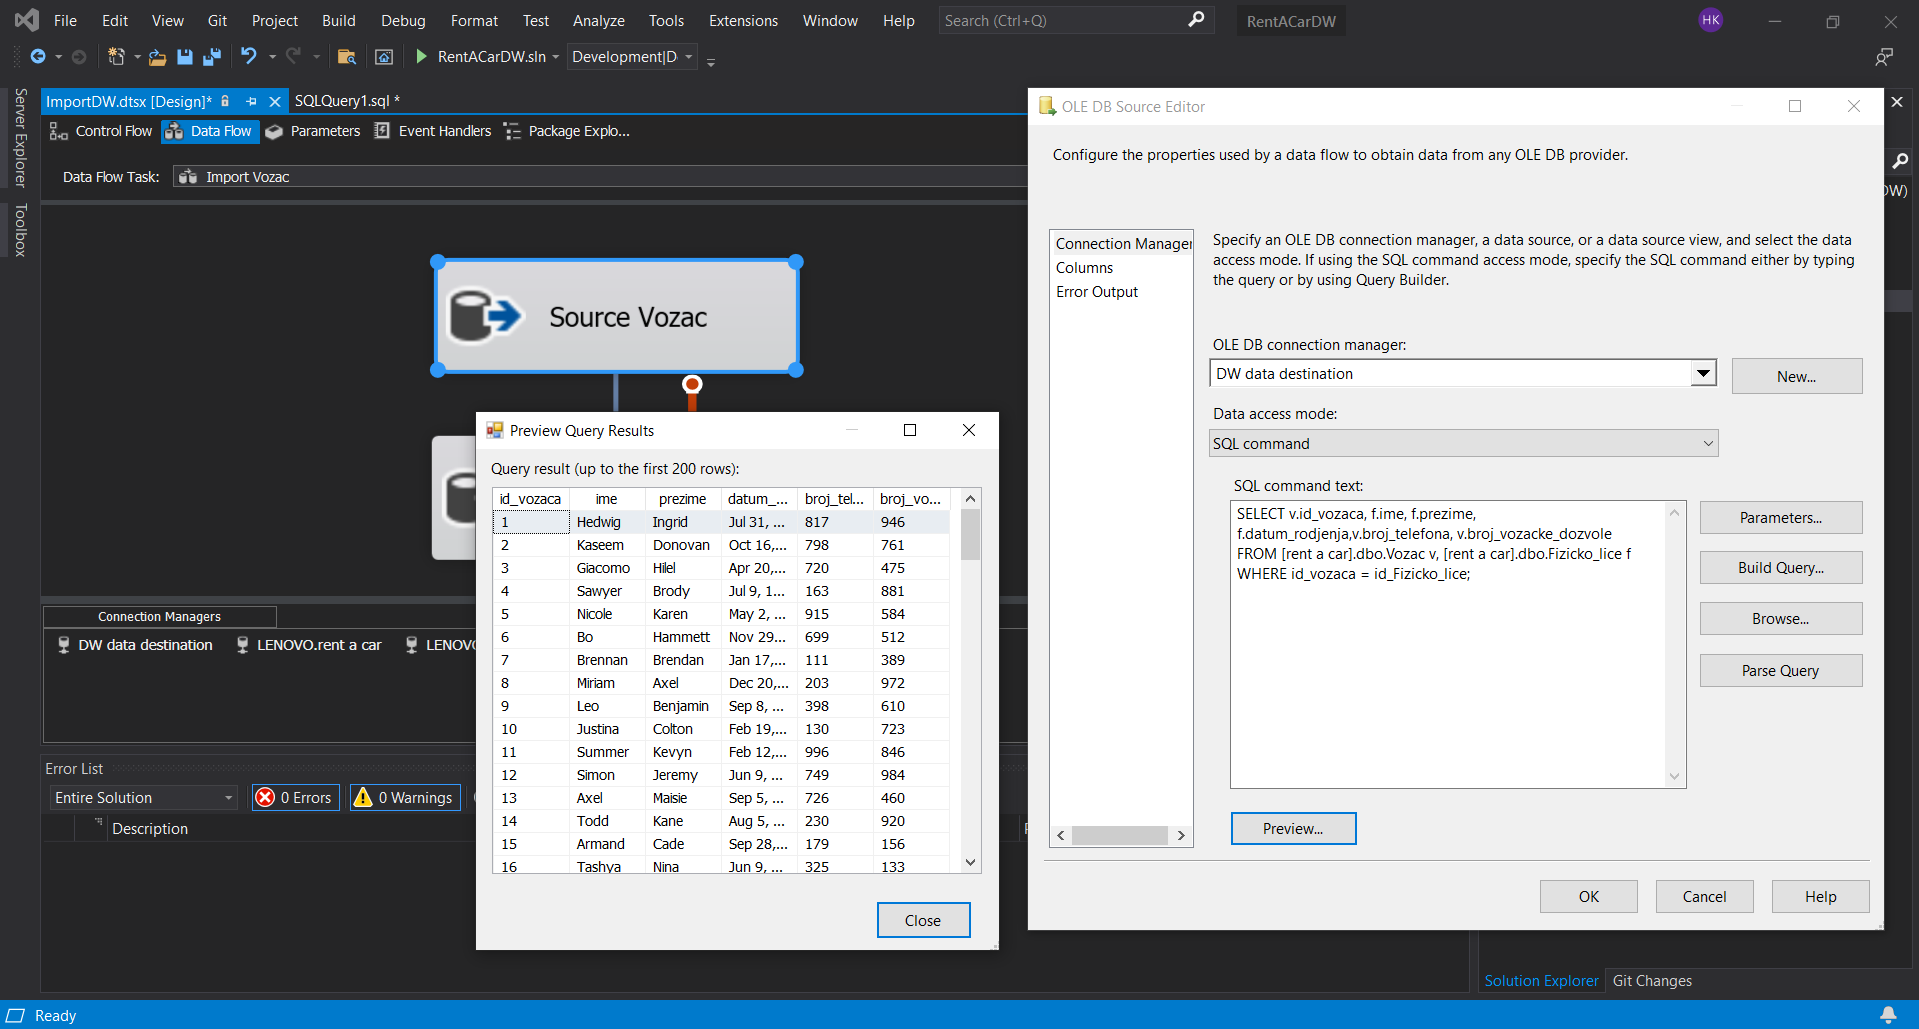 File Edit View Git Project Build Debug Format Test Analyze Tools Extensions Window Help Search (Ctrl+Q) RentACarDW HK
RentACarDW.sln Development|D
Server Explorer
Toolbox
ImportDW.dtsx [Design]* SQLQuery1.sql *
Control Flow Data Flow Parameters Event Handlers Package Explo...
Data Flow Task: Import Vozac
Source Vozac
Connection Managers
DW data destination LENOVO.rent a car
Error List
Entire Solution 0 Errors 0 Warnings
Description
Preview Query Results
Query result (up to the first 200 rows):
id_vozaca ime prezime datum_... broj_tel... broj_vo...
1 Hedwig Ingrid Jul 31, ... 817 946
2 Kaseem Donovan Oct 16,... 798 761
3 Giacomo Hilel Apr 20,... 720 475
4 Sawyer Brody Jul 9, 1... 163 881
5 Nicole Karen May 2, ... 915 584
6 Bo Hammett Nov 29... 699 512
7 Brennan Brendan Jan 17,... 111 389
8 Miriam Axel Dec 20,... 203 972
9 Leo Benjamin Sep 8, ... 398 610
10 Justina Colton Feb 19,... 130 723
11 Summer Kevyn Feb 12,... 996 846
12 Simon Jeremy Jun 9, ... 749 984
13 Axel Maisie Sep 5, ... 726 460
14 Todd Kane Aug 5, ... 230 920
15 Armand Cade Sep 28,... 179 156
16 Tashya Nina Jun 9, ... 325 133
Close
OLE DB Source Editor
Configure the properties used by a data flow to obtain data from any OLE DB provider.
Connection Manager
Columns
Error Output
Specify an OLE DB connection manager, a data source, or a data source view, and select the data
access mode. If using the SQL command access mode, specify the SQL command either by typing
the query or by using Query Builder.
OLE DB connection manager:
DW data destination New...
Data access mode:
SQL command
SQL command text:
SELECT v.id_vozaca, f.ime, f.prezime,
f.datum_rodjenja,v.broj_telefona, v.broj_vozacke_dozvole
FROM [rent a car].dbo.Vozac v, [rent a car].dbo.Fizicko_lice f
WHERE id_vozaca = id_Fizicko_lice;
Parameters...
Build Query...
Browse...
Parse Query
Preview...
OK Cancel Help
DW)
Solution Explorer Git Changes
Ready